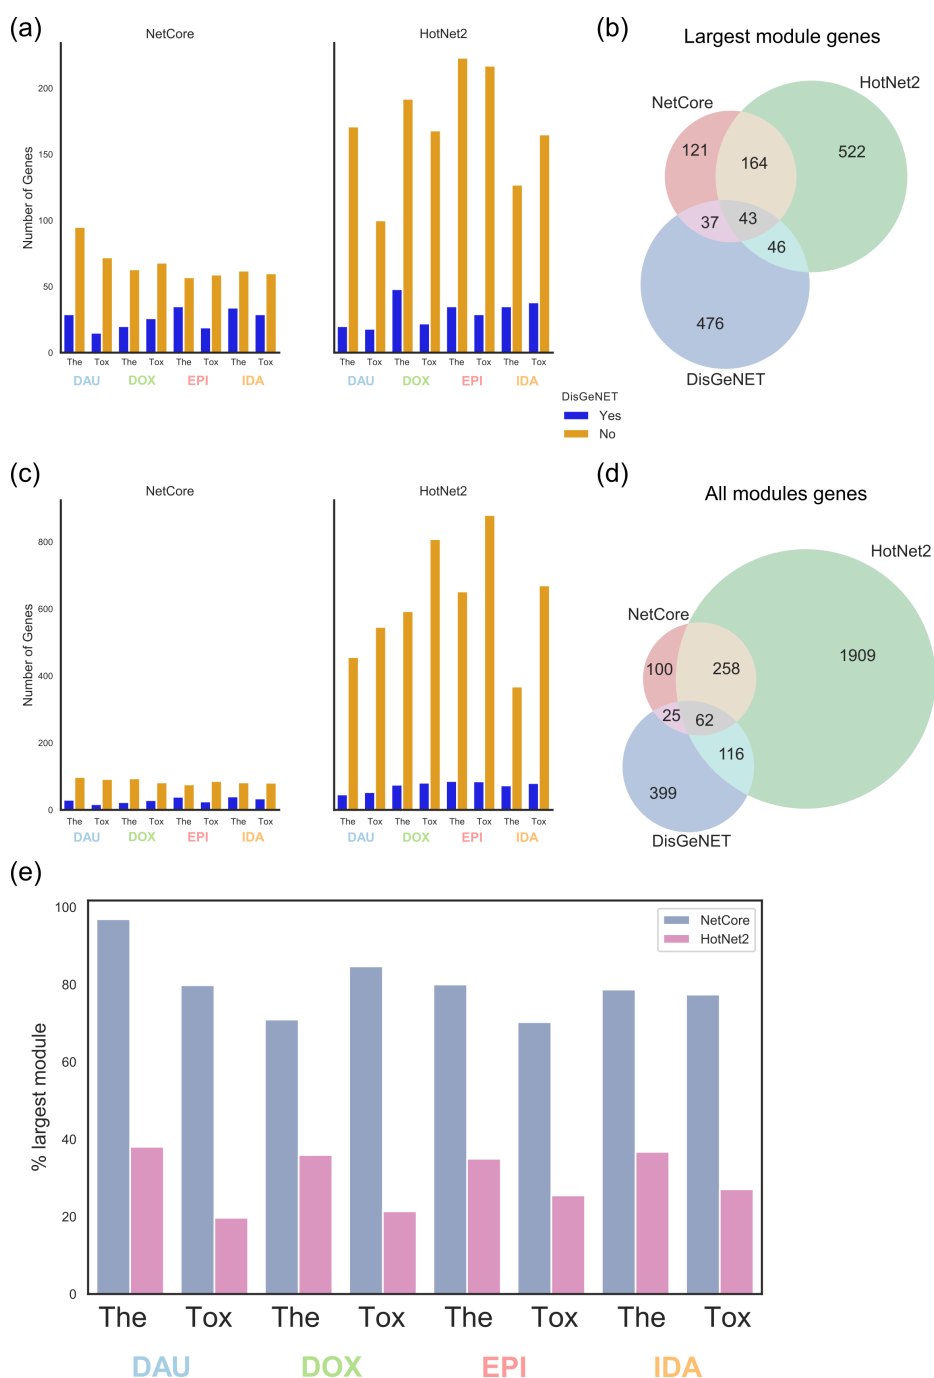 (a)
NetCore
HotNet2
Number of Genes
200
150
100
50
0
The Tox The Tox The Tox The Tox
DAU DOX EPI IDA
The Tox The Tox The Tox The Tox
DAU DOX EPI IDA
DisGeNET
Yes
No
(b)
Largest module genes
HotNet2
NetCore
121
164
522
37
43
46
476
DisGeNET
(c)
NetCore
HotNet2
Number of Genes
800
600
400
200
0
The Tox The Tox The Tox The Tox
DAU DOX EPI IDA
The Tox The Tox The Tox The Tox
DAU DOX EPI IDA
(d)
All modules genes
HotNet2
NetCore
100
258
1909
25
62
116
399
DisGeNET
(e)
% largest module
100
80
60
40
20
0
NetCore
HotNet2
The Tox The Tox The Tox The Tox
DAU DOX EPI IDA